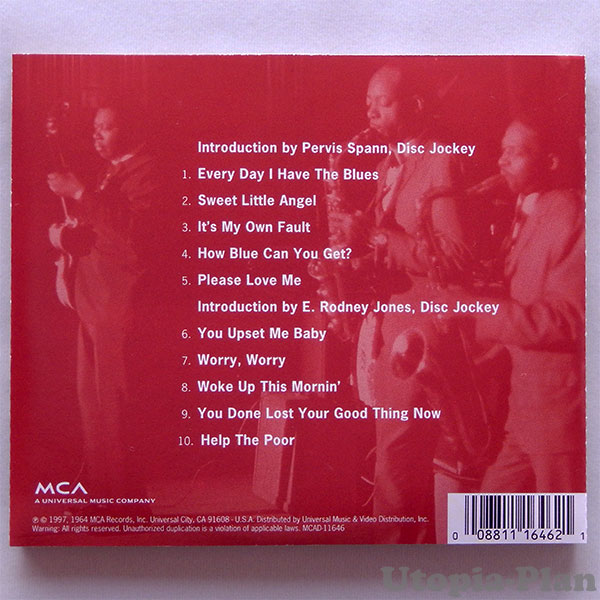 Introduction by Pervis Spann, Disc Jockey
1. Every Day I Have The Blues
2. Sweet Little Angel
3. It's My Own Fault
4. How Blue Can You Get?
5. Please Love Me
Introduction by E. Rodney Jones, Disc Jockey
6. You Upset Me Baby
7. Worry, Worry
8. Woke Up This Mornin'
9. You Done Lost Your Good Thing Now
10. Help The Poor
MCA
A UNIVERSAL MUSIC COMPANY
℗ © 1997, 1964 MCA Records, Inc. Universal City, CA 91608 - U.S.A. Distributed by Universal Music & Video Distribution, Inc.
Warning: All rights reserved. Unauthorized duplication is a violation of applicable laws. MCAD-11646
0 08811 16462 1
Utopia-Plan